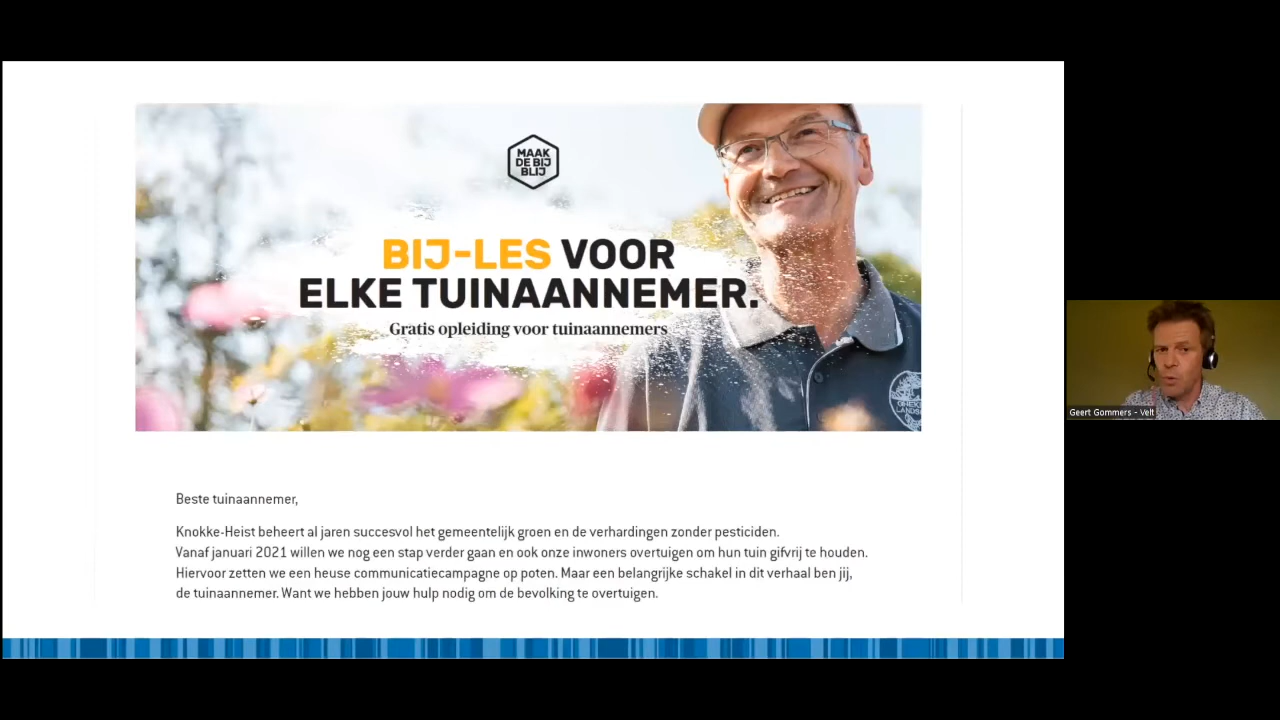 MAAK
DE BIJ
BLIJ
BIJ-LES VOOR
ELKE TUINAANNEMER.
Gratis opleiding voor tuinaannemers
Beste tuinaannemer,
Knokke-Heist beheert al jaren succesvol het gemeentelijk groen en de verhardingen zonder pesticiden.
Vanaf januari 2021 willen we nog een stap verder gaan en ook onze inwoners overtuigen om hun tuin gifvrij te houden.
Hiervoor zetten we een heuse communicatiecampagne op poten. Maar een belangrijke schakel in dit verhaal ben jij,
de tuinaannemer. Want we hebben jouw hulp nodig om de bevolking te overtuigen.
Geert Gommers - Velt